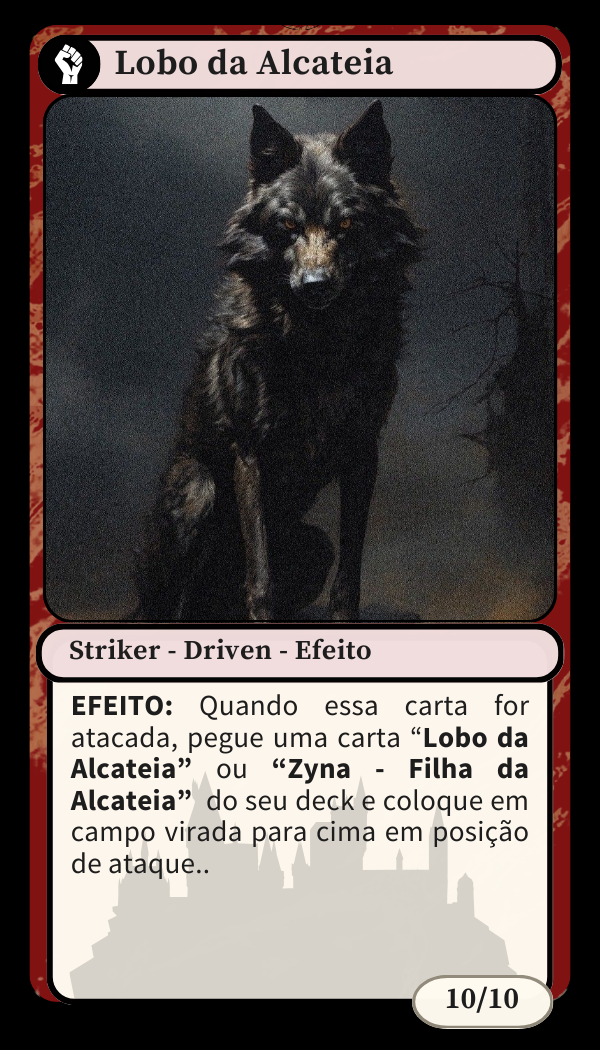 Lobo da Alcateia
Striker - Driven - Efeito
EFEITO: Quando essa carta for
atacada, pegue uma carta “Lobo da
Alcateia” ou “Zyna - Filha da
Alcateia” do seu deck e coloque em
campo virada para cima em posição
de ataque..
10/10